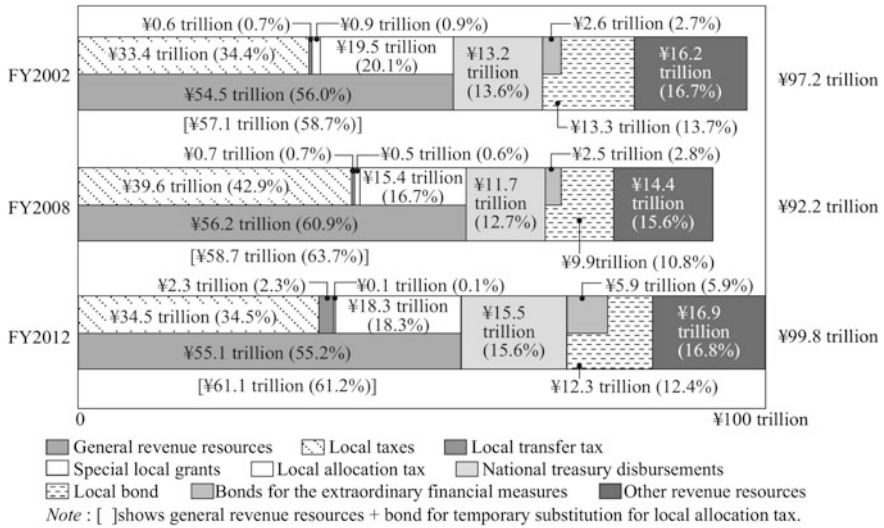 ¥0.6 trillion (0.7%) ¥0.9 trillion (0.9%) ¥2.6 trillion (2.7%)
FY2002
¥33.4 trillion (34.4%)
¥19.5 trillion
(20.1%)
¥13.2
trillion
(13.6%)
¥16.2
trillion
(16.7%)
¥97.2 trillion
¥54.5 trillion (56.0%)
[¥57.1 trillion (58.7%)]
¥13.3 trillion (13.7%)
¥0.7 trillion (0.7%) ¥0.5 trillion (0.6%) ¥2.5 trillion (2.8%)
FY2008
¥39.6 trillion (42.9%)
¥15.4 trillion
(16.7%)
¥11.7
trillion
(12.7%)
¥14.4
trillion
(15.6%)
¥92.2 trillion
¥56.2 trillion (60.9%)
[¥58.7 trillion (63.7%)]
¥9.9trillion (10.8%)
¥2.3 trillion (2.3%) ¥0.1 trillion (0.1%) ¥5.9 trillion (5.9%)
FY2012
¥34.5 trillion (34.5%)
¥18.3 trillion
(18.3%)
¥15.5
trillion
(15.6%)
¥16.9
trillion
(16.8%)
¥99.8 trillion
¥55.1 trillion (55.2%)
[¥61.1 trillion (61.2%)]
¥12.3 trillion (12.4%)
0 ¥100 trillion
General revenue resources Local taxes Local transfer tax
Special local grants Local allocation tax National treasury disbursements
Local bond Bonds for the extraordinary financial measures Other revenue resources
Note : [ ]shows general revenue resources + bond for temporary substitution for local allocation tax.